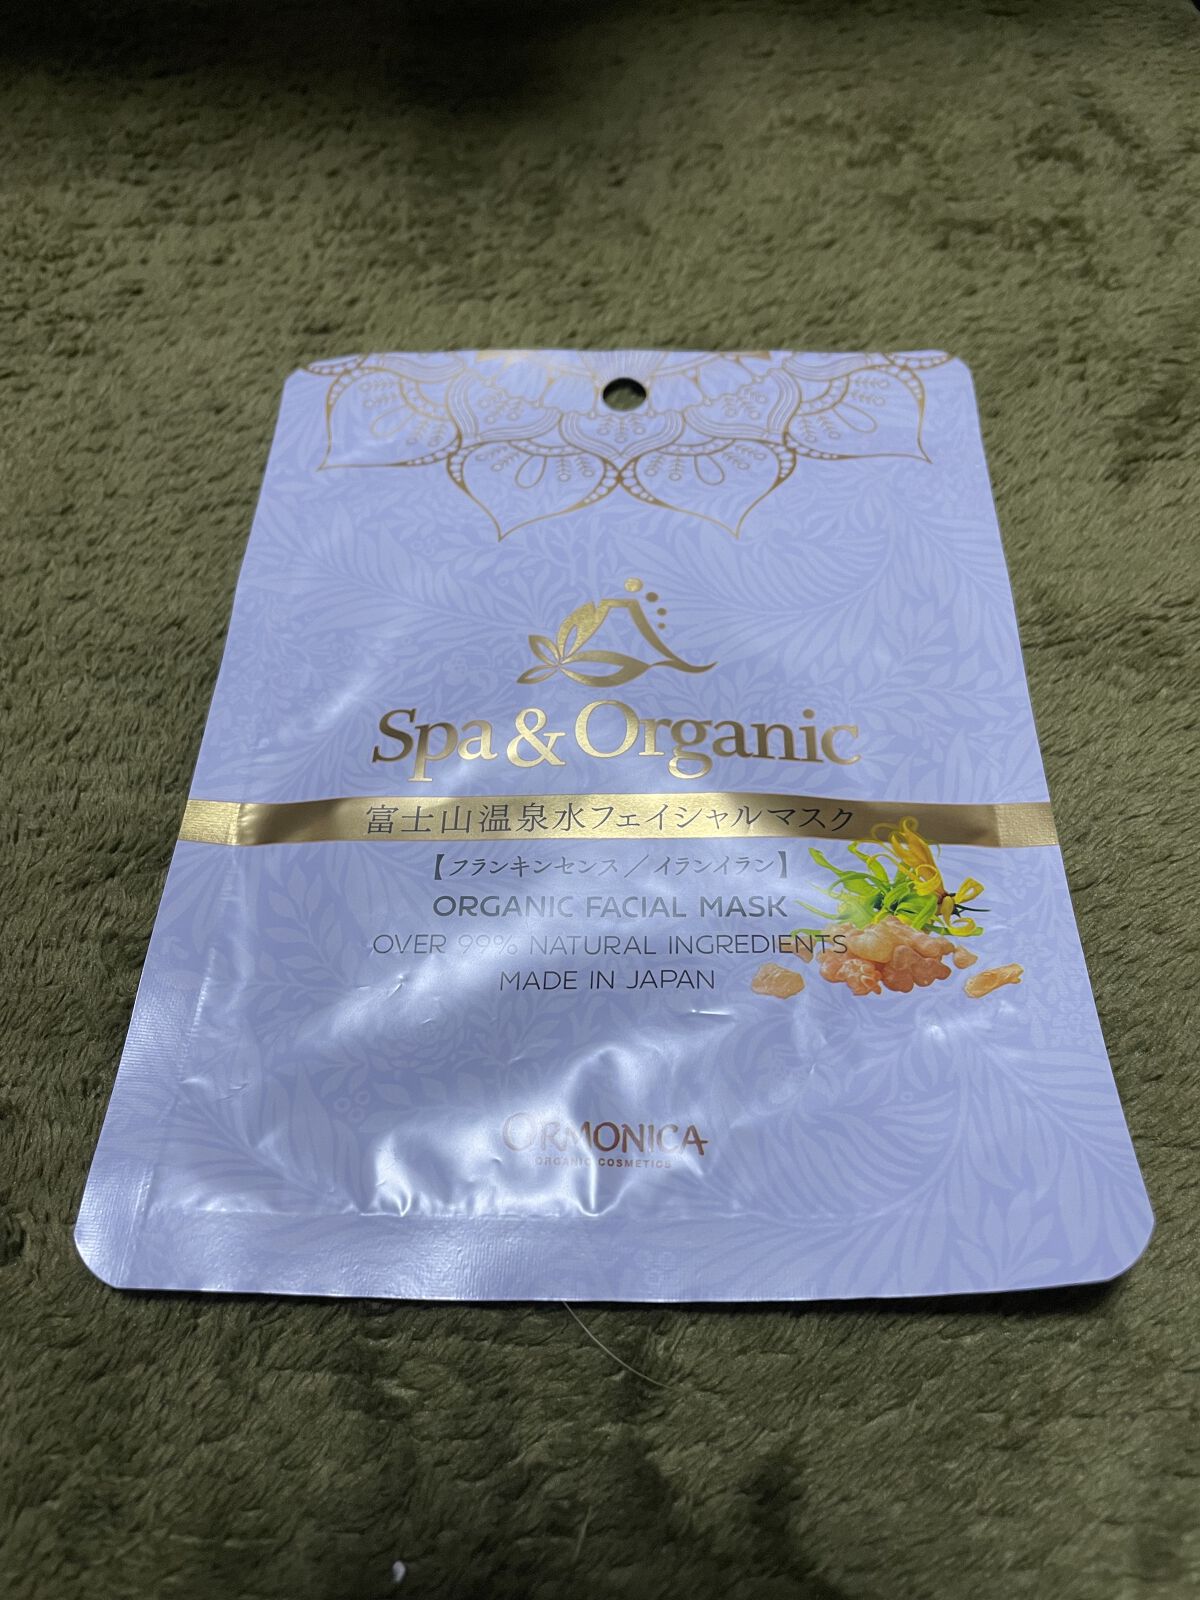 Spa & Organic
富士山温泉水フェイシャルマスク
【フランキンセンス／イランイラン】
ORGANIC FACIAL MASK
OVER 99% NATURAL INGREDIENTS
MADE IN JAPAN
ORMONICA
ORGANIC COSMETICS